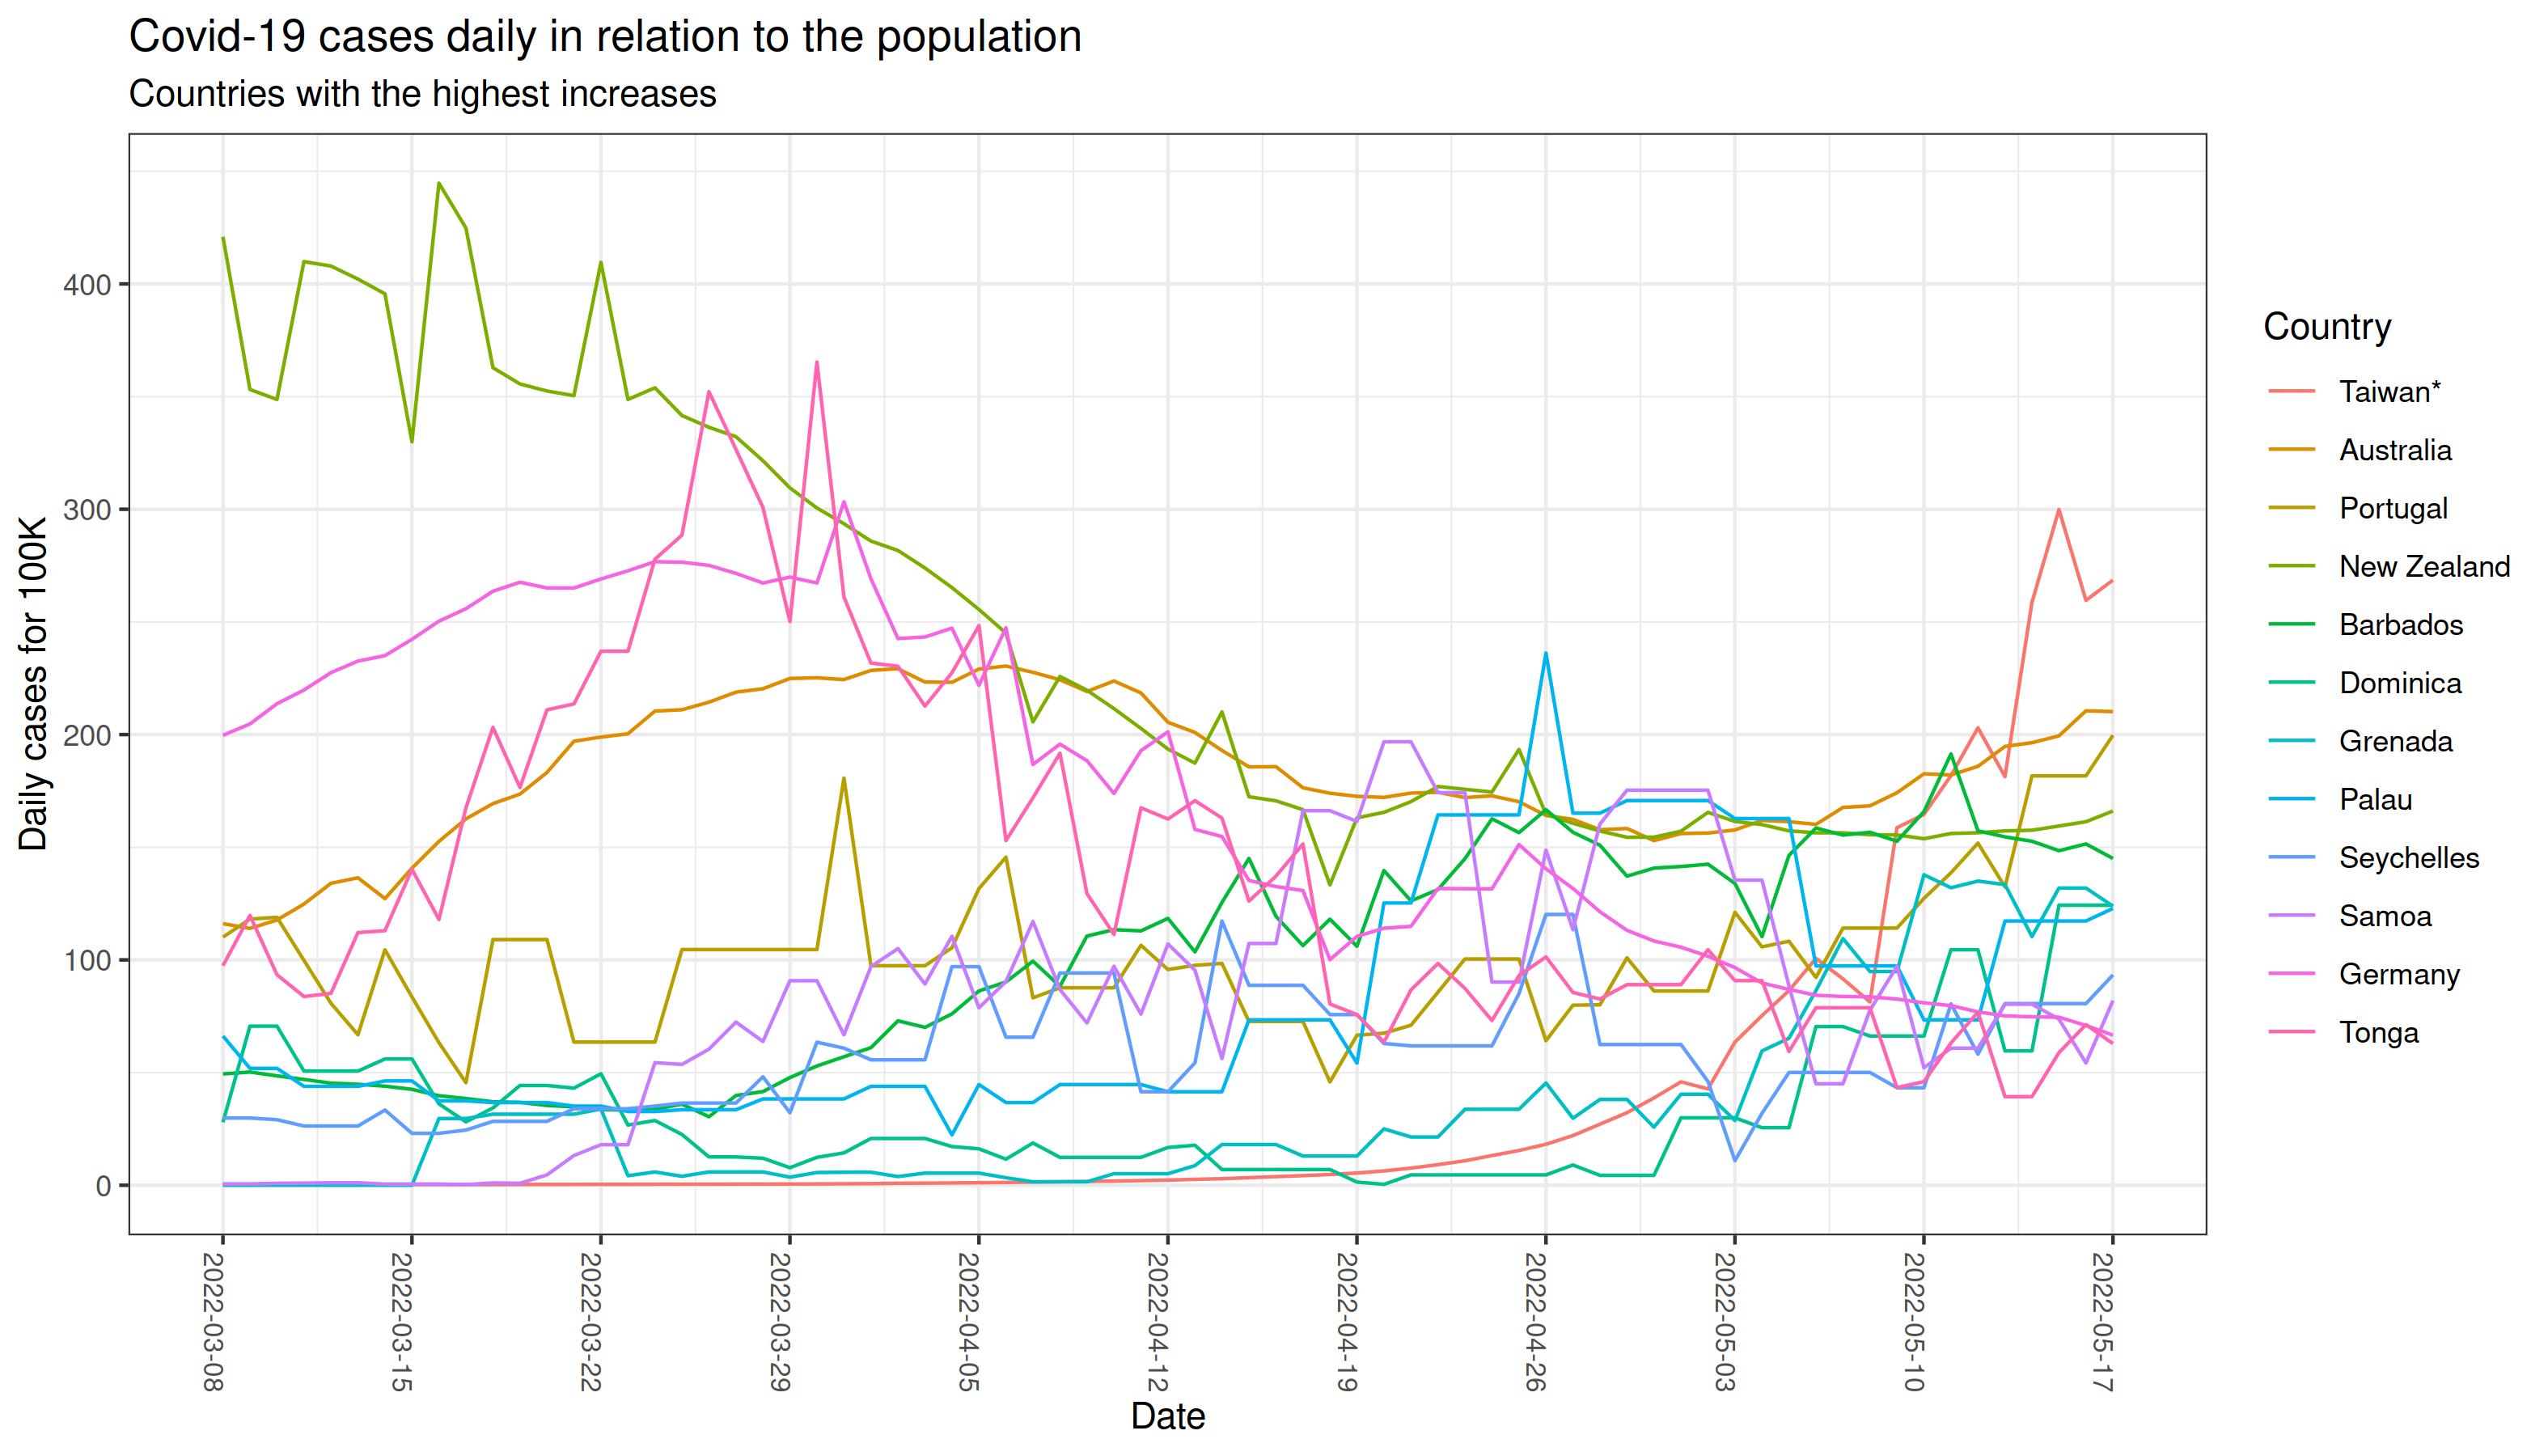 Covid-19 cases daily in relation to the population
Countries with the highest increases
Daily cases for 100K
400
300
200
100
0
2022-03-08
2022-03-15
2022-03-22
2022-03-29
2022-04-05
2022-04-12
2022-04-19
2022-04-26
2022-05-03
2022-05-10
2022-05-17
Date
Country
Taiwan*
Australia
Portugal
New Zealand
Barbados
Dominica
Grenada
Palau
Seychelles
Samoa
Germany
Tonga